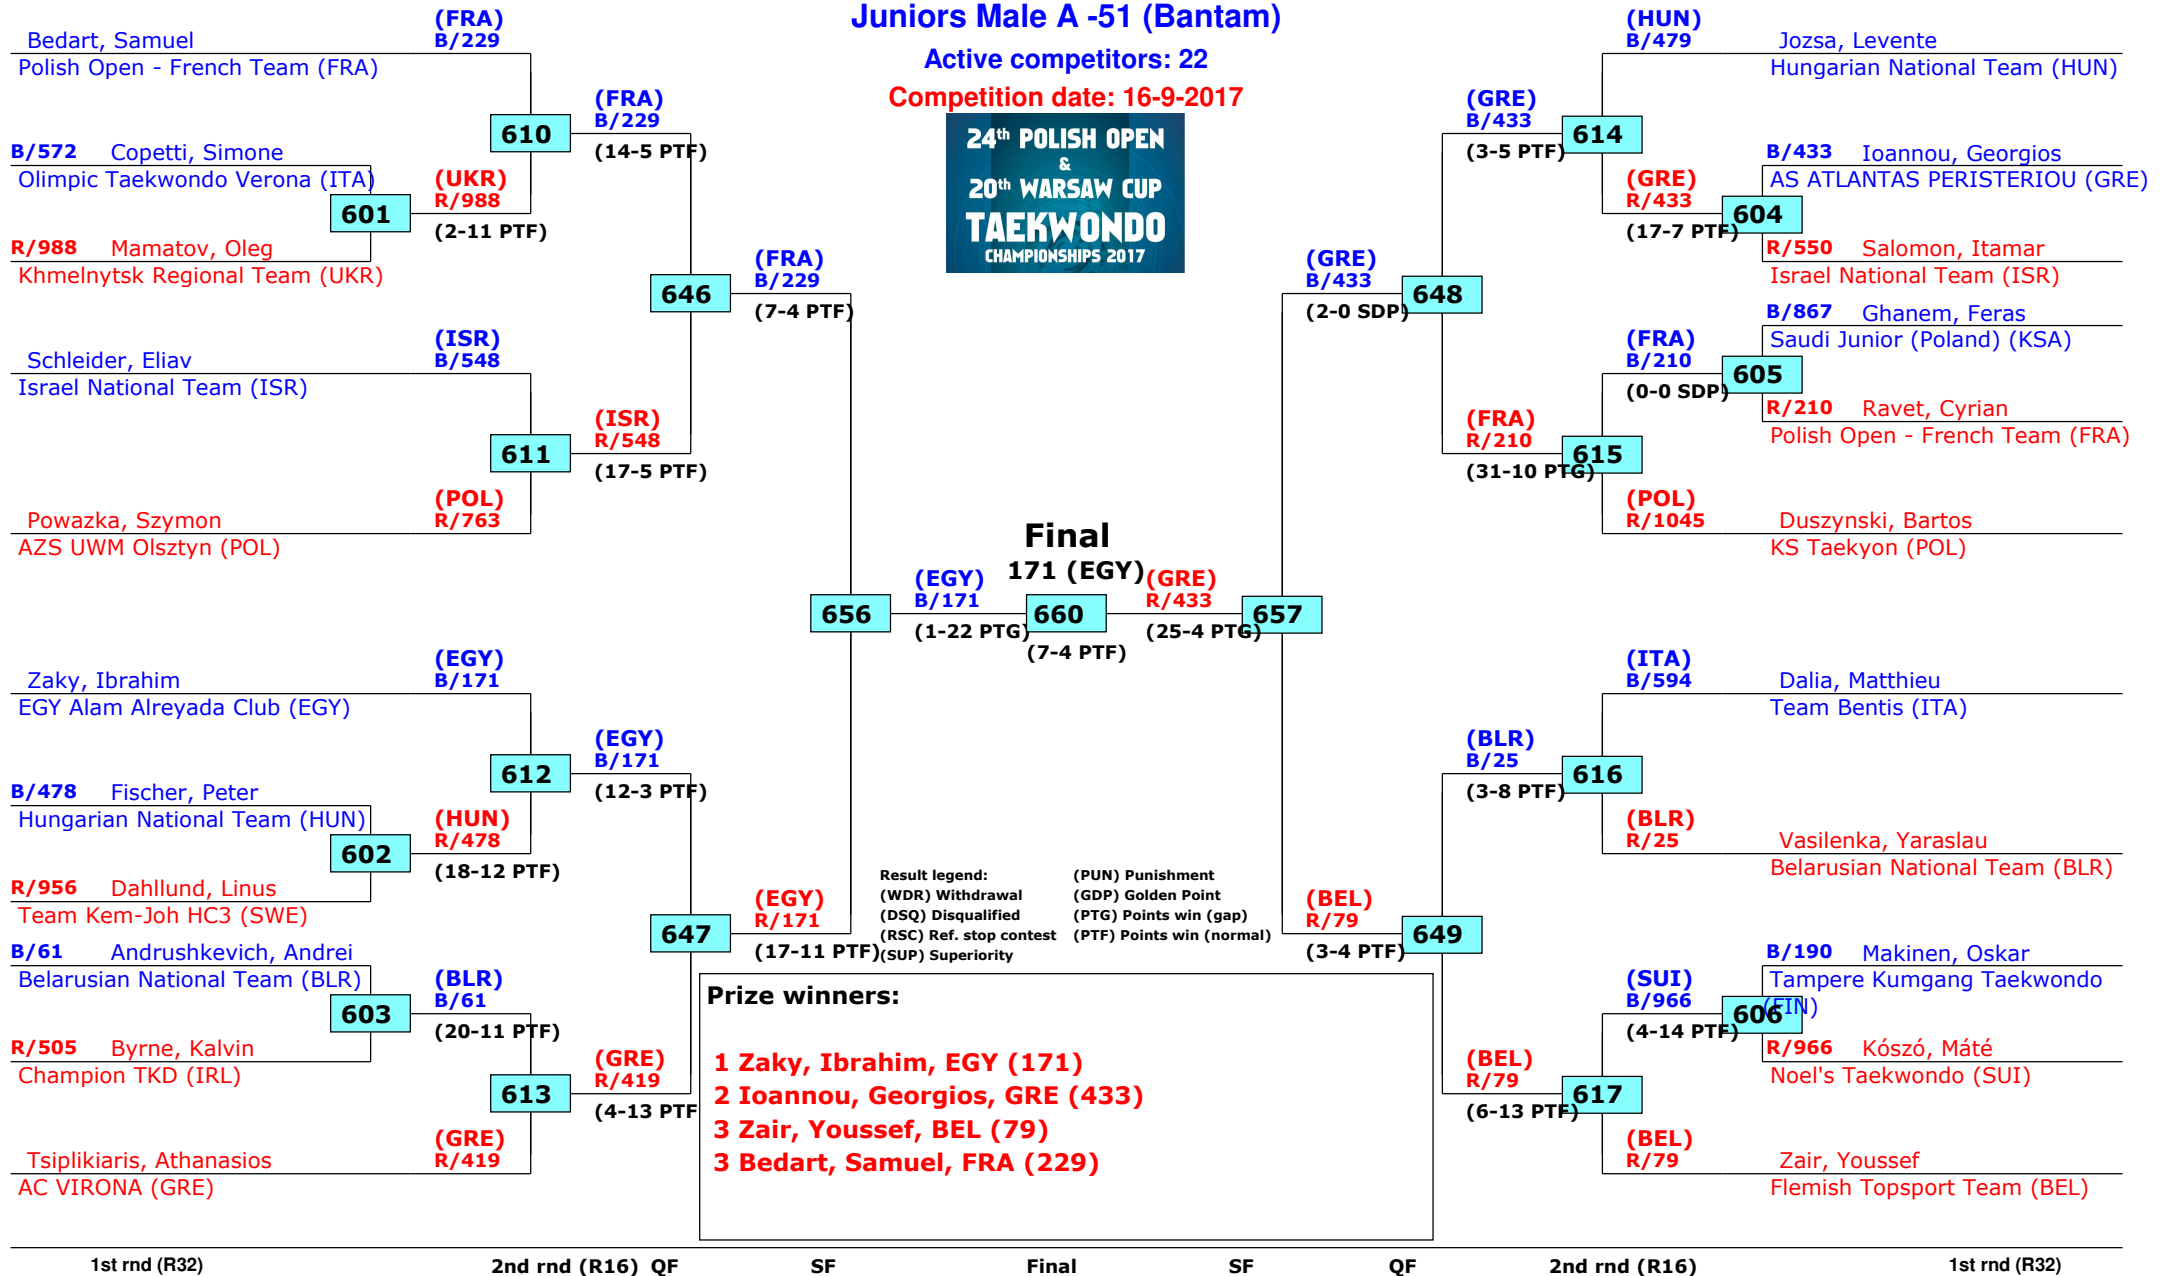 Juniors Male A -51 (Bantam)
Active competitors: 22
Competition date: 16-9-2017
24th POLISH OPEN
&
20th WARSAW CUP
TAEKWONDO
CHAMPIONSHIPS 2017
Bedart, Samuel
Polish Open - French Team (FRA)
(FRA)
B/229
B/572 Copetti, Simone
Olimpic Taekwondo Verona (ITA)
601
R/988 Mamatov, Oleg
Khmelnytsk Regional Team (UKR)
(UKR)
R/988
(2-11 PTF)
610
(FRA)
B/229
(14-5 PTF)
Schleider, Eliav
Israel National Team (ISR)
(ISR)
B/548
611
(ISR)
R/548
(17-5 PTF)
Powazka, Szymon
AZS UWM Olsztyn (POL)
(POL)
R/763
646
(FRA)
B/229
(7-4 PTF)
Zaky, Ibrahim
EGY Alam Alreyada Club (EGY)
(EGY)
B/171
612
(EGY)
B/171
(12-3 PTF)
B/478 Fischer, Peter
Hungarian National Team (HUN)
602
(HUN)
R/478
(18-12 PTF)
R/956 Dahllund, Linus
Team Kem-Joh HC3 (SWE)
647
(EGY)
R/171
(17-11 PTF)
B/61 Andrushkevich, Andrei
Belarusian National Team (BLR)
603
(BLR)
B/61
(20-11 PTF)
R/505 Byrne, Kalvin
Champion TKD (IRL)
613
(GRE)
R/419
(4-13 PTF
Tsiplikiaris, Athanasios
AC VIRONA (GRE)
(GRE)
R/419
656
(EGY)
B/171
(1-22 PTG)
Final
171 (EGY)
660
(7-4 PTF)
(GRE)
R/433
(25-4 PTG)
657
(GRE)
B/433
(2-0 SDP)
648
(GRE)
B/433
(3-5 PTF)
614
(HUN)
B/479
Jozsa, Levente
Hungarian National Team (HUN)
B/433 Ioannou, Georgios
AS ATLANTAS PERISTERIOU (GRE)
(GRE)
R/433
(17-7 PTF)
604
R/550 Salomon, Itamar
Israel National Team (ISR)
B/867 Ghanem, Feras
Saudi Junior (Poland) (KSA)
(FRA)
B/210
(0-0 SDP)
605
R/210 Ravet, Cyrian
Polish Open - French Team (FRA)
(FRA)
R/210
(31-10 PTG)
615
(POL)
R/1045
Duszynski, Bartos
KS Taekyon (POL)
(ITA)
B/594
Dalia, Matthieu
Team Bentis (ITA)
(BLR)
B/25
(3-8 PTF)
616
(BLR)
R/25
Vasilenka, Yaraslau
Belarusian National Team (BLR)
(BEL)
R/79
(3-4 PTF)
649
B/190 Makinen, Oskar
Tampere Kumgang Taekwondo
(FIN)
(SUI)
B/966
(4-14 PTF)
606
R/966 Kószó, Máté
Noel's Taekwondo (SUI)
(BEL)
R/79
(6-13 PTF)
617
(BEL)
R/79
Zair, Youssef
Flemish Topsport Team (BEL)
Result legend:
(WDR) Withdrawal
(DSQ) Disqualified
(RSC) Ref. stop contest
(SUP) Superiority
(PUN) Punishment
(GDP) Golden Point
(PTG) Points win (gap)
(PTF) Points win (normal)
Prize winners:
1 Zaky, Ibrahim, EGY (171)
2 Ioannou, Georgios, GRE (433)
3 Zair, Youssef, BEL (79)
3 Bedart, Samuel, FRA (229)
1st rnd (R32) 2nd rnd (R16) QF SF Final SF QF 2nd rnd (R16) 1st rnd (R32)